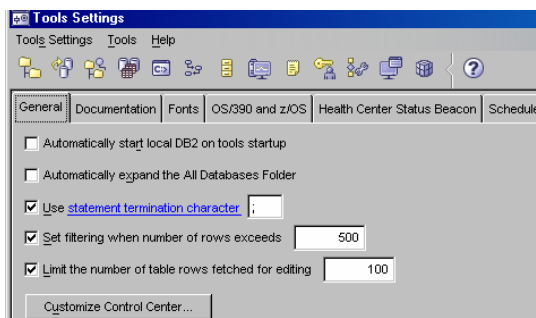 Tools Settings
Tools Settings Tools Help
General Documentation Fonts OS/390 and z/OS Health Center Status Beacon Schedule
Automatically start local DB2 on tools startup
Automatically expand the All Databases Folder
Use statement termination character ;
Set filtering when number of rows exceeds 500
Limit the number of table rows fetched for editing 100
Customize Control Center...